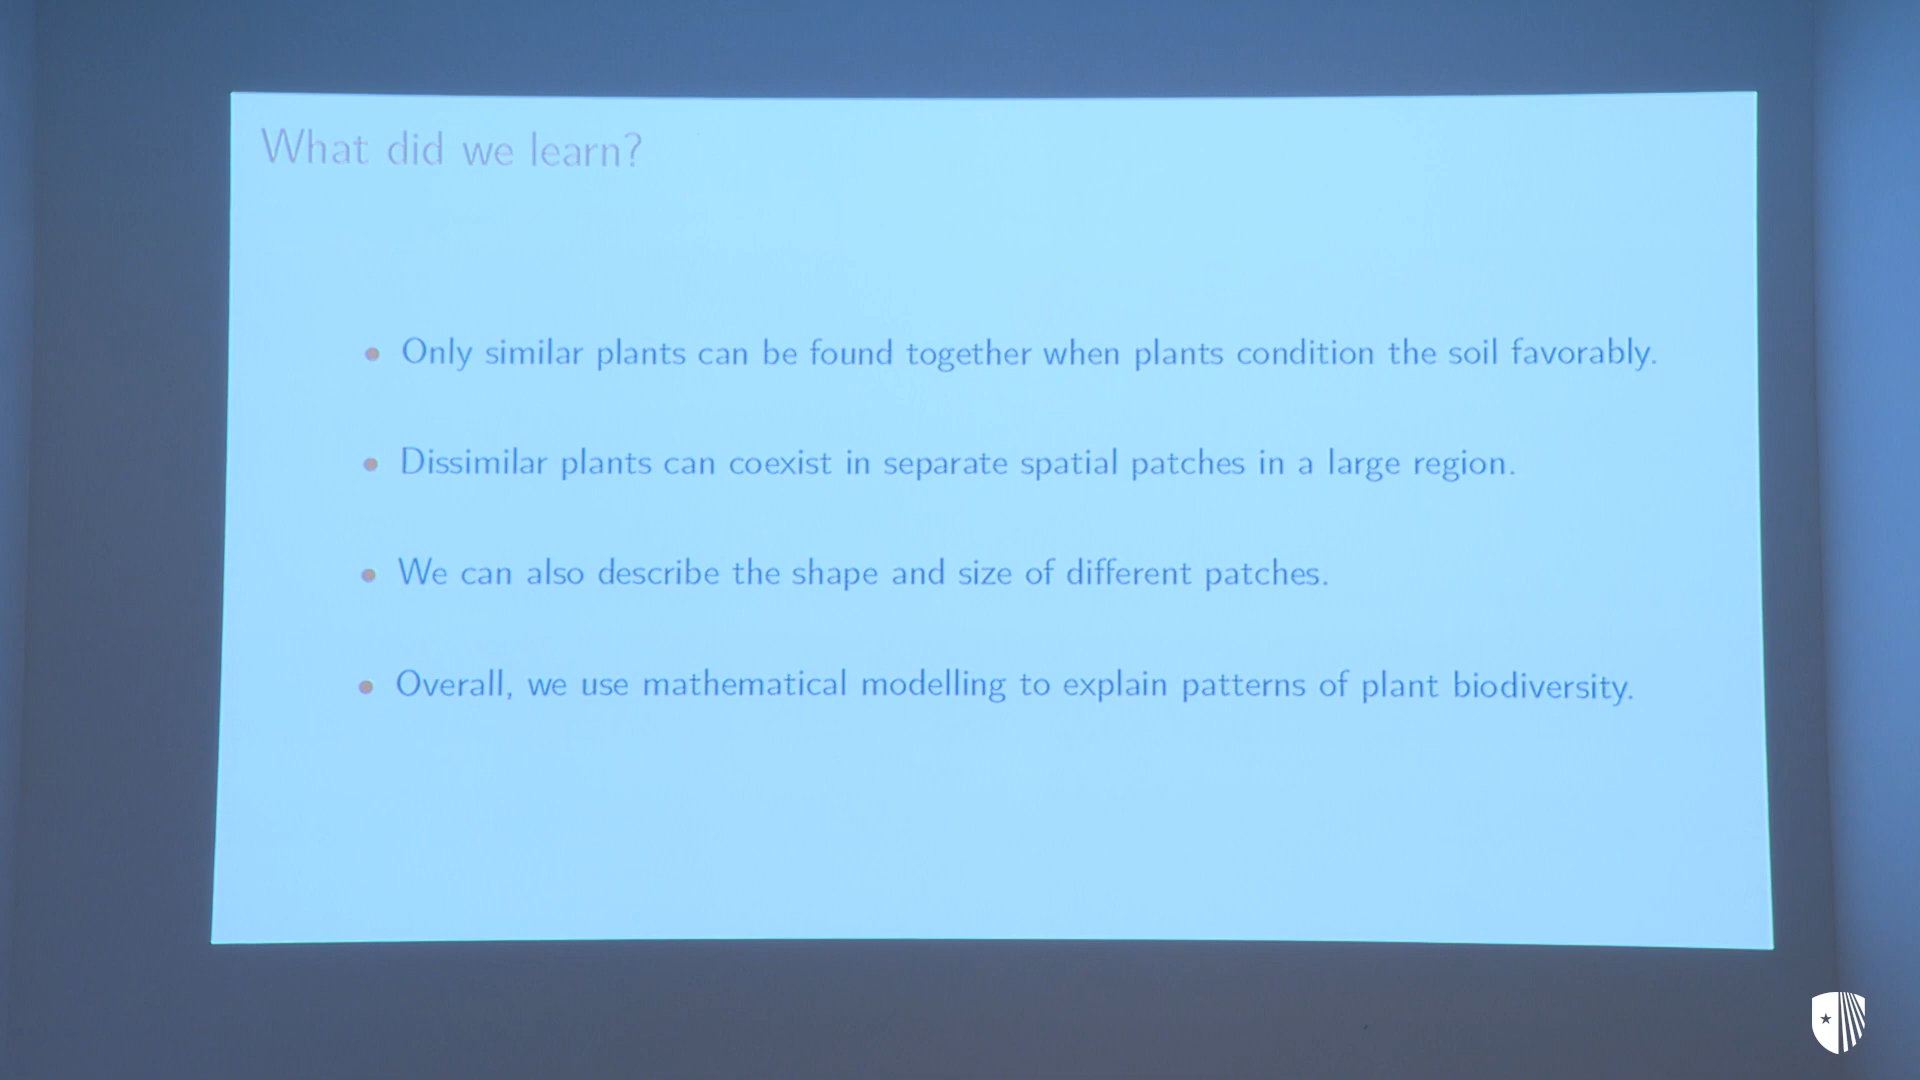 What did we learn?
Only similar plants can be found together when plants condition the soil favorably.
Dissimilar plants can coexist in separate spatial patches in a large region.
We can also describe the shape and size of different patches.
Overall, we use mathematical modelling to explain patterns of plant biodiversity.